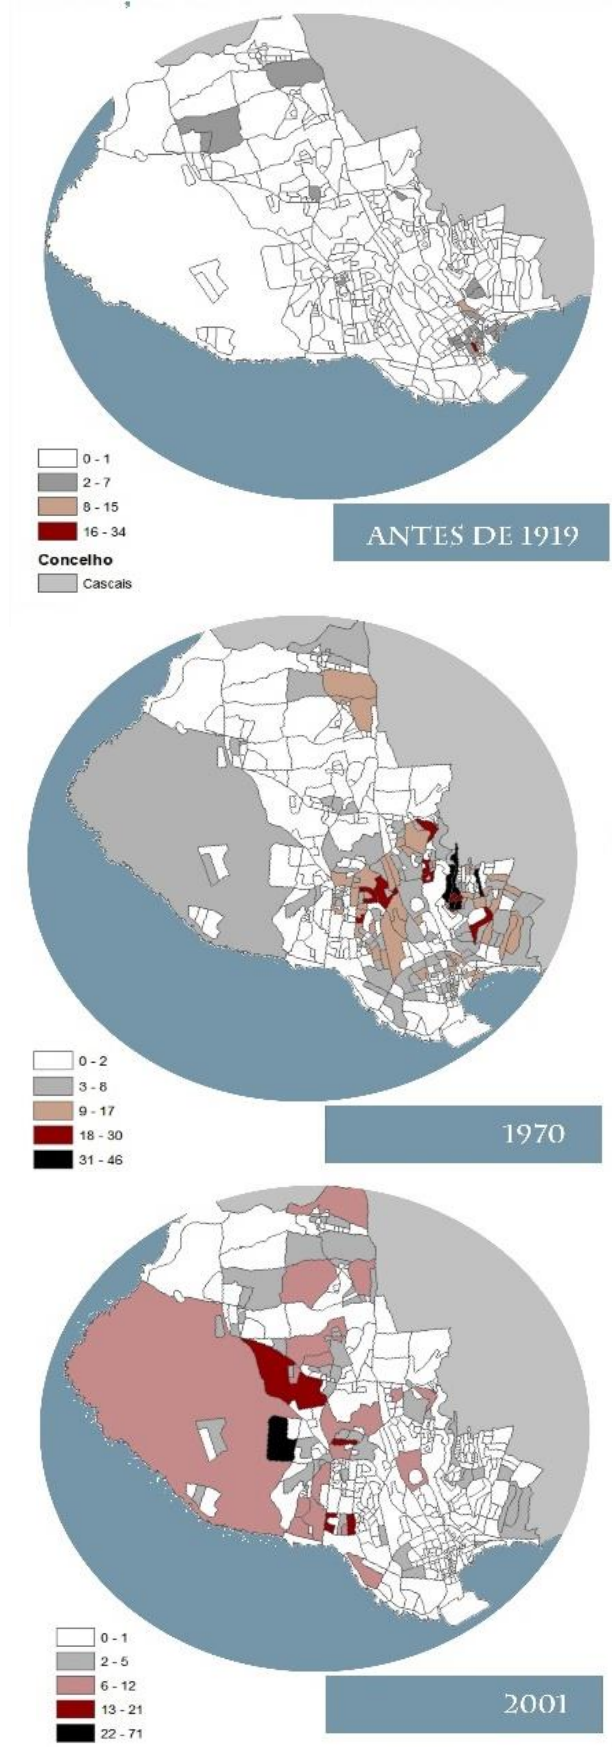 0 - 1
2 - 7
8 - 15
16 - 34
Concelho
Cascais
ANTES DE 1919
0 - 2
3 - 8
9 - 17
18 - 30
31 - 46
1970
0 - 1
2 - 5
6 - 12
13 - 21
22 - 71
2001